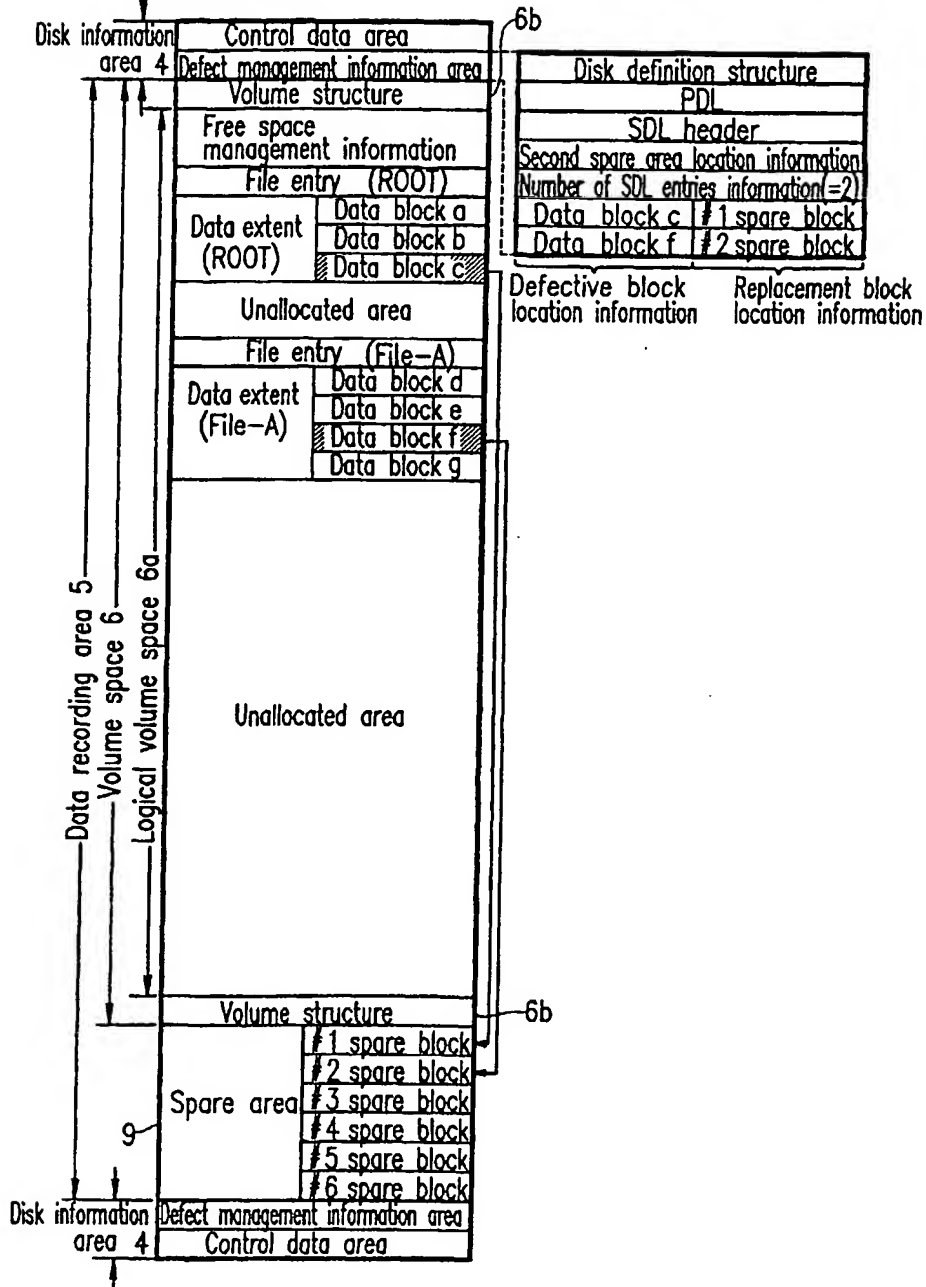 Disk information area 4
Control data area
Defect management information area
6b
Volume structure
Free space
management information
File entry (ROOT)
Data extent
(ROOT)
Data block a
Data block b
Data block c
Unallocated area
File entry (File-A)
Data extent
(File-A)
Data block d
Data block e
Data block f
Data block g
Unallocated area
Data recording area 5
Volume space 6
Logical volume space 6a
Volume structure
6b
Spare area
9
#1 spare block
#2 spare block
#3 spare block
#4 spare block
#5 spare block
#6 spare block
Disk information
area 4
Defect management information area
Control data area
Disk definition structure
PDL
SDL header
Second spare area location information
Number of SDL entries information(=2)
Data block c #1 spare block
Data block f #2 spare block
Defective block
location information
Replacement block
location information